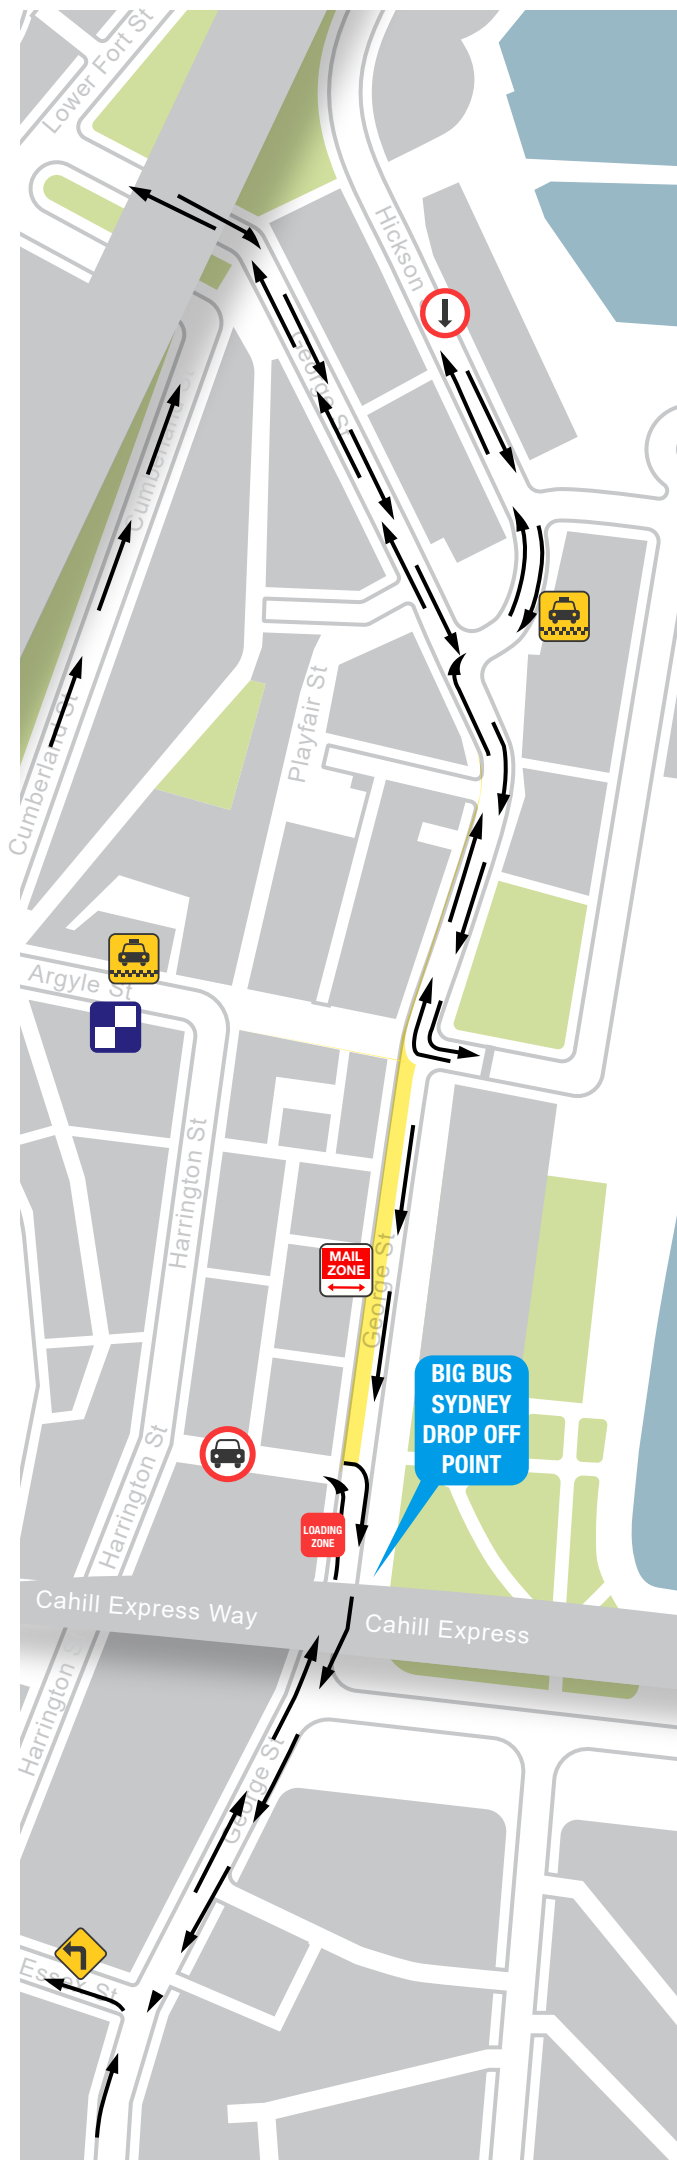 Lower Fort St
Hickson
George St
Cumberland St
Playfair St
Cumberland St
Argyle St
Harrington St
MAIL
ZONE
George St
BIG BUS
SYDNEY
DROP OFF
POINT
Harrington St
LOADING
ZONE
Cahill Express Way
Cahill Express
Harrington S
George St
Essex St